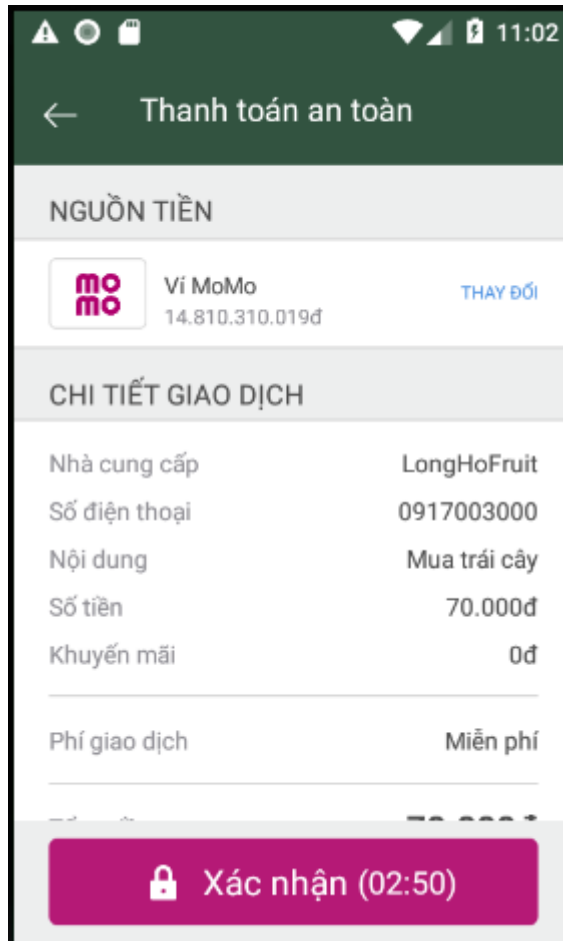 11:02
Thanh toán an toàn
NGUỒN TIỀN
mo
mo
Ví MoMo
THAY ĐỔI
14.810.310.019đ
CHI TIẾT GIAO DỊCH
Nhà cung cấp LongHoFruit
Số điện thoại 0917003000
Nội dung Mua trái cây
Số tiền 70.000đ
Khuyến mãi 0đ
Phí giao dịch Miễn phí
Xác nhận (02:50)